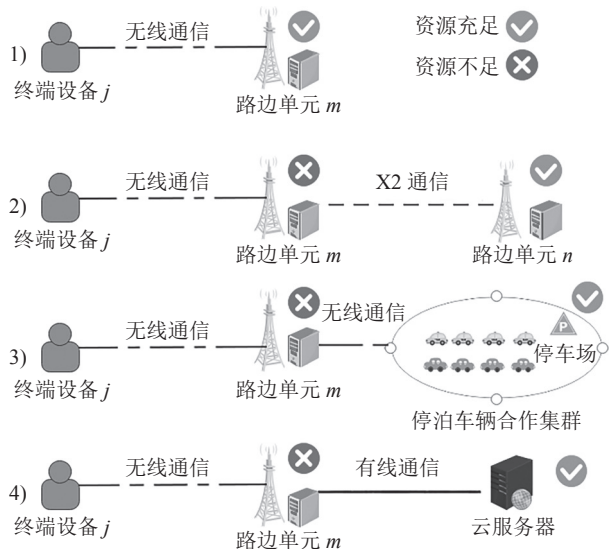 资源充足
资源不足
1)
无线通信
终端设备 j
路边单元 m
2)
无线通信
X2 通信
终端设备 j
路边单元 m
路边单元 n
3)
无线通信
无线通信
P
停车场
终端设备 j
路边单元 m
停泊车辆合作集群
4)
无线通信
有线通信
终端设备 j
路边单元 m
云服务器